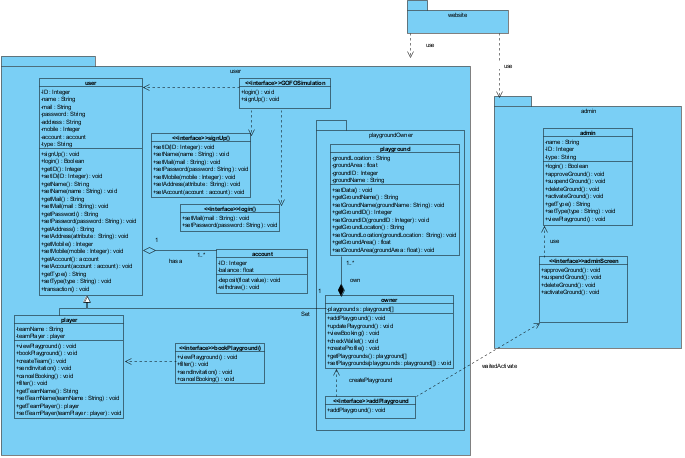 website
use
use
user
user
-ID : Integer
-name : String
-mail : String
-password : String
-address : String
-mobile : Integer
-account : account
-type : String
+signUp() : void
+login() : Boolean
+getID() : Integer
+setID(ID : Integer) : void
+getName() : String
+setName(name : String) : void
+getMail() : String
+setMail(mail : String) : void
+getPassword() : String
+setPassword(password : String) : void
+getAddress() : String
+setAddress(attribute : String) : void
+getMobile() : Integer
+setMobile(mobile : Integer) : void
+getAccount() : account
+setAccount(account : account) : void
+getType() : String
+setType(type : String) : void
+transaction() : void
<<Interface>>GOFOSimulation
+login() : void
+signUp() : void
<<Interface>>signUp()
+setID(ID : Integer) : void
+setName(name : String) : void
+setMail(mail : String) : void
+setPassword(password : String) : void
+setMobile(mobile : Integer) : void
+setAddress(attribute : String) : void
+setAccount(account : account) : void
<<Interface>>login()
+setMail(mail : String) : void
+setPassword(password : String) : void
1
has a
1..*
account
-ID : Integer
-balance : float
+deposit(float value) : void
+withdraw() : void
playgroundOwner
playground
-groundLocation : String
-groundArea : float
-groundID : Integer
-groundName : String
+setData() : void
+getGroundName() : String
+setGroundName(groundName : String) : void
+getGroundID() : Integer
+setGroundID(groundID : Integer) : void
+getGroundLocation() : String
+setGroundLocation(groundLocation : String) : void
+getGroundArea() : float
+setGroundArea(groundArea : float) : void
1..*
own
1
Set
owner
-playgrounds : playground[]
+addPlayground() : void
+updatePlayground() : void
+viewBooking() : void
+checkWallet() : void
+createProfile() : void
+getPlaygrounds() : playground[]
+setPlaygrounds(playgrounds : playground[]) : void
createPlayground
<<Interface>>addPlayground
+addPlayground() : void
player
-teamName : String
-teamPlayer : player
+viewPlayground() : void
+bookPlayground() : void
+createTeam() : void
+sendInvitation() : void
+cancelBooking() : void
+filter() : void
+getTeamName() : String
+setTeamName(teamName : String) : void
+getTeamPlayer() : player
+setTeamPlayer(teamPlayer : player) : void
<<Interface>>bookPlayground()
+viewPlayground() : void
+filter() : void
+sendInvitation() : void
+cancelBooking() : void
admin
admin
-name : String
-ID : Integer
-type : String
+login() : Boolean
+approveGround() : void
+suspendGround() : void
+deleteGround() : void
+activateGround() : void
+getType() : String
+setType(type : String) : void
+viewPlayground() : void
use
<<Interface>>adminScreen
+approveGround() : void
+suspendGround() : void
+deleteGround() : void
+activateGround() : void
waitedActivate